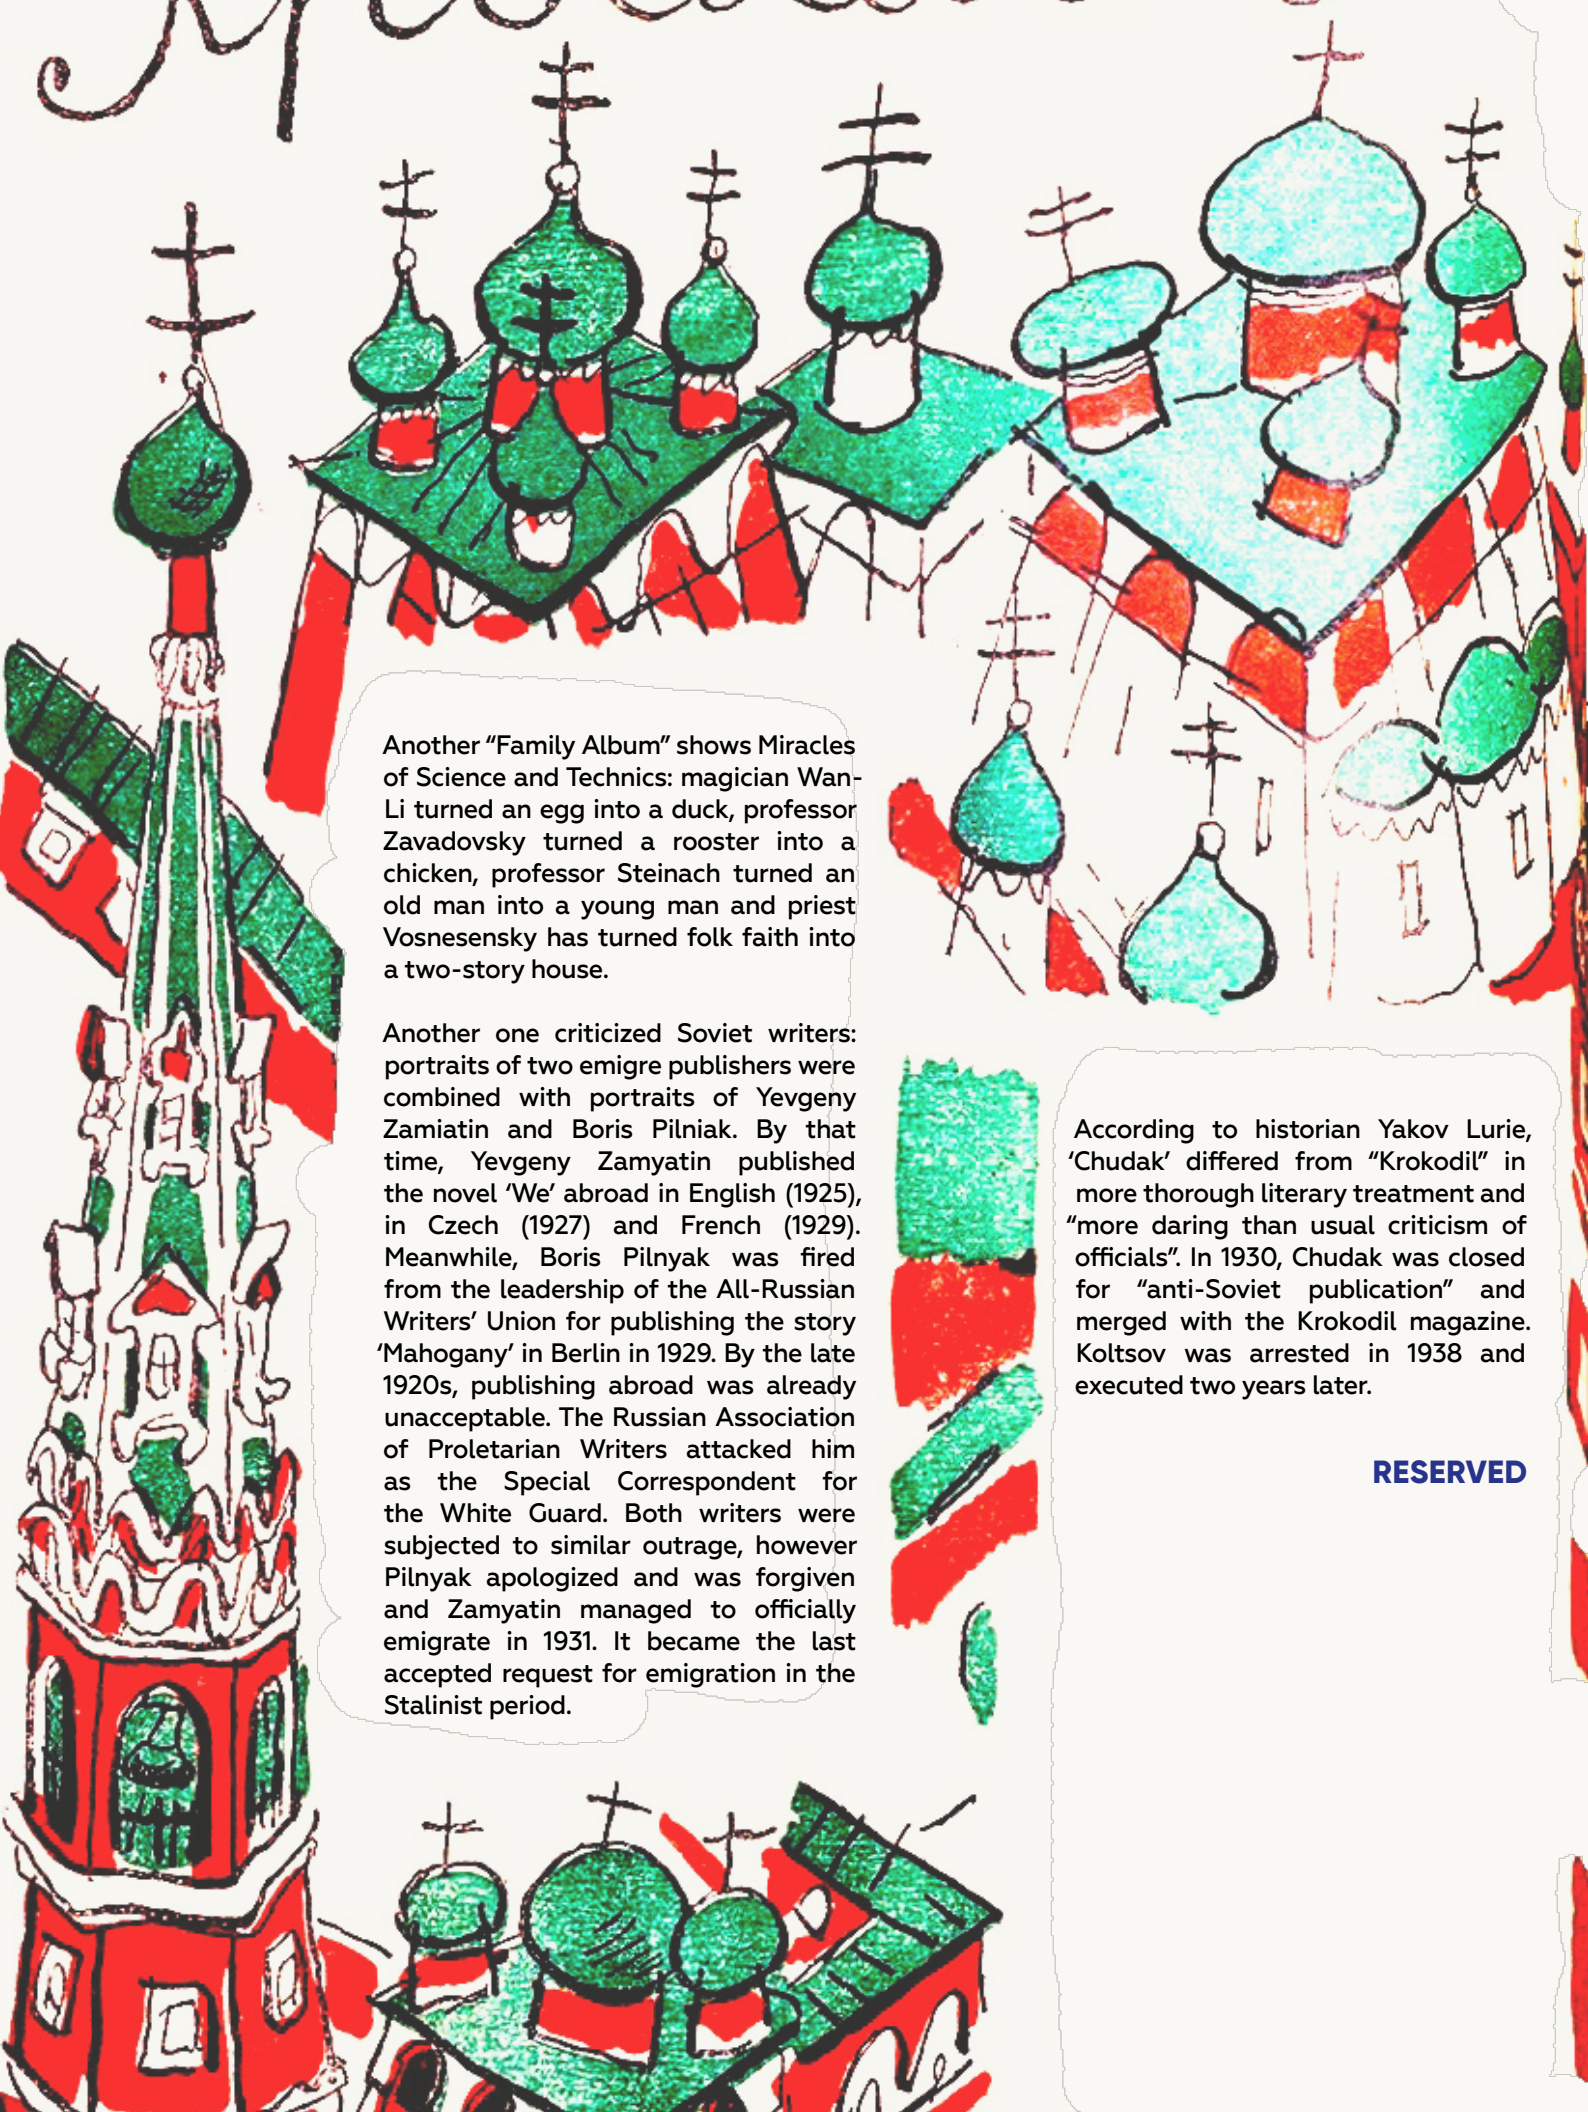 Another “Family Album” shows Miracles
of Science and Technics: magician Wan-
Li turned an egg into a duck, professor
Zavadovsky turned a rooster into a
chicken, professor Steinach turned an
old man into a young man and priest
Vosnesensky has turned folk faith into
a two-story house.
Another one criticized Soviet writers:
portraits of two emigre publishers were
combined with portraits of Yevgeny
Zamiatin and Boris Pilniak. By that
time, Yevgeny Zamyatin published
the novel ‘We’ abroad in English (1925),
in Czech (1927) and French (1929).
Meanwhile, Boris Pilnyak was fired
from the leadership of the All-Russian
Writers’ Union for publishing the story
‘Mahogany’ in Berlin in 1929. By the late
1920s, publishing abroad was already
unacceptable. The Russian Association
of Proletarian Writers attacked him
as the Special Correspondent for
the White Guard. Both writers were
subjected to similar outrage, however
Pilnyak apologized and was forgiven
and Zamyatin managed to officially
emigrate in 1931. It became the last
accepted request for emigration in the
Stalinist period.
According to historian Yakov Lurie,
‘Chudak’ differed from “Krokodil” in
more thorough literary treatment and
“more daring than usual criticism of
officials”. In 1930, Chudak was closed
for “anti-Soviet publication” and
merged with the Krokodil magazine.
Koltsov was arrested in 1938 and
executed two years later.
RESERVED